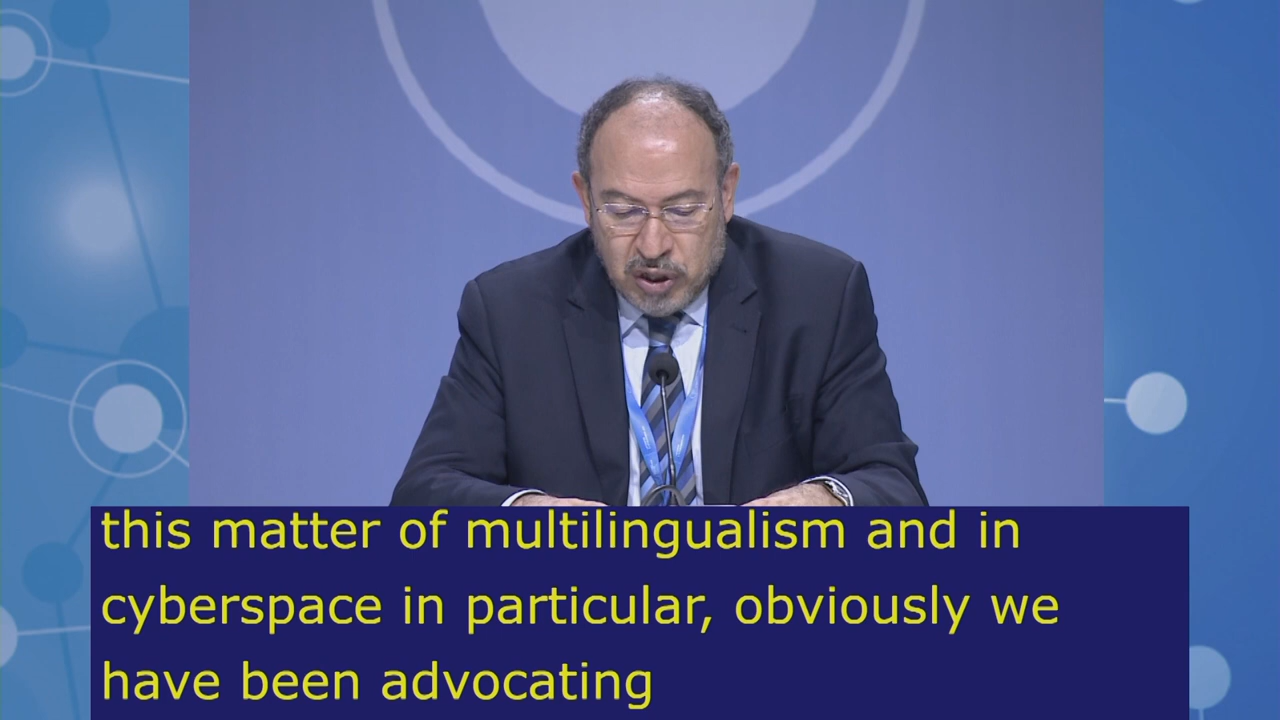 this matter of multilingualism and in
cyberspace in particular, obviously we
have been advocating